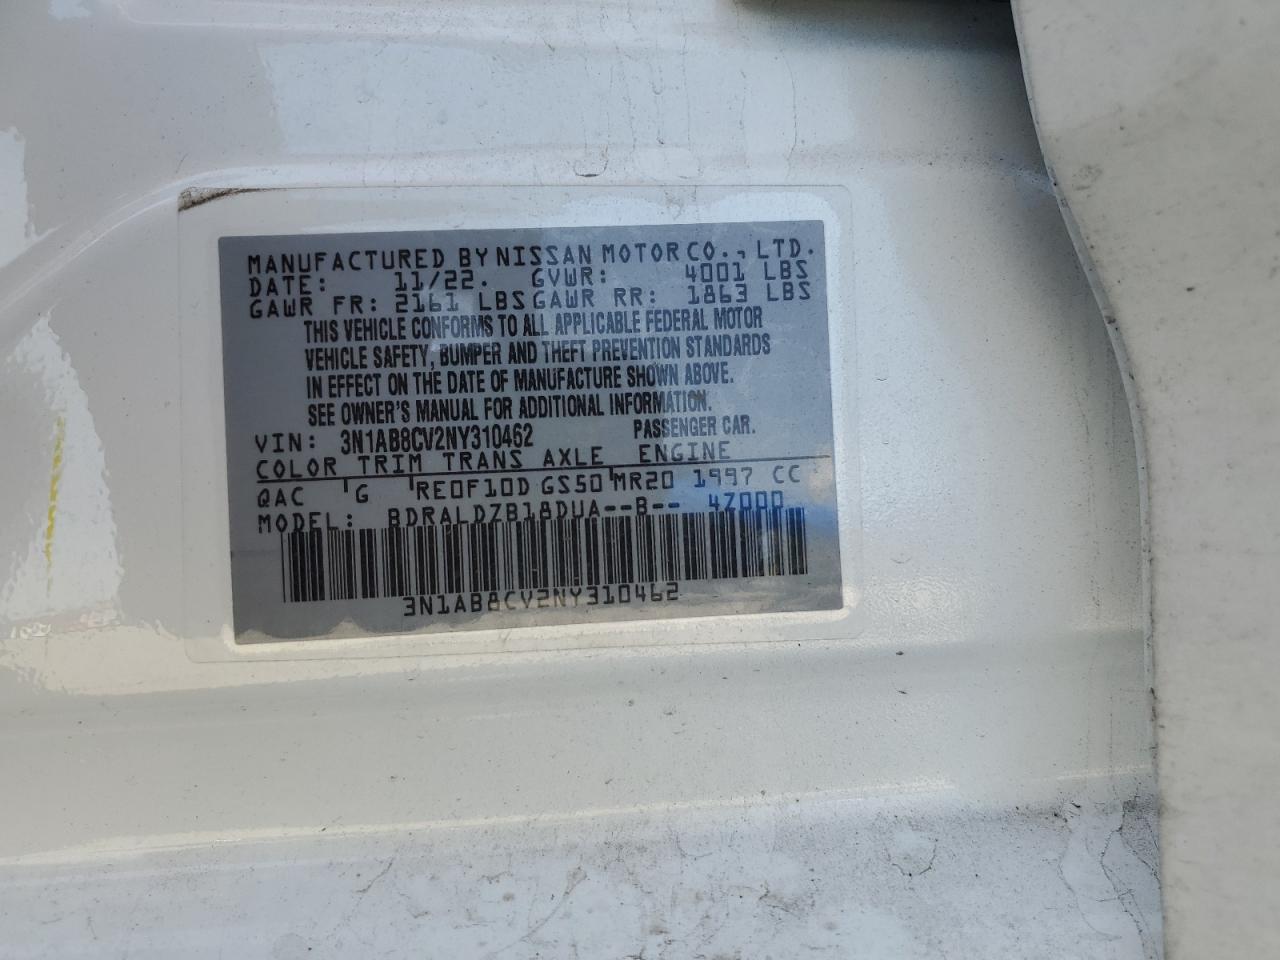 MANUFACTURED BY NISSAN MOTOR CO., LTD.
DATE: 11/22. GVWR: 4001 LBS
GAWR FR: 2161 LBS GAWR RR: 1863 LBS
THIS VEHICLE CONFORMS TO ALL APPLICABLE FEDERAL MOTOR
VEHICLE SAFETY, BUMPER AND THEFT PREVENTION STANDARDS
IN EFFECT ON THE DATE OF MANUFACTURE SHOWN ABOVE.
SEE OWNER'S MANUAL FOR ADDITIONAL INFORMATION.
VIN: 3N1AB8CV2NY310462 PASSENGER CAR.
COLOR TRIM TRANS AXLE ENGINE
QAC G RE0F10D GS50 MR20 1997 CC
MODEL: BDRALDZB18DUA--B-- 4Z000
3N1AB8CV2NY310462